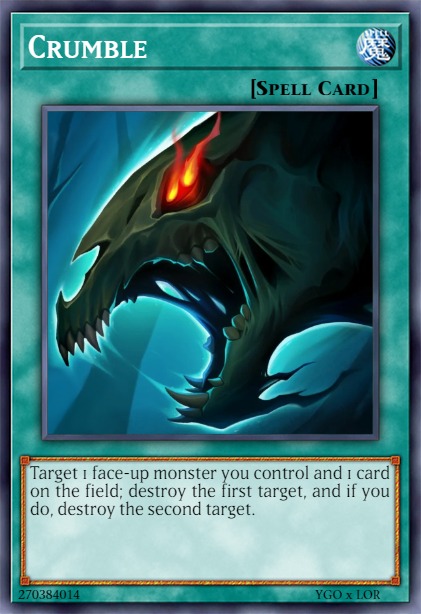 CRUMBLE
魔
[SPELL CARD]
Target 1 face-up monster you control and 1 card
on the field; destroy the first target, and if you
do, destroy the second target.
270384014
YGO x LOR